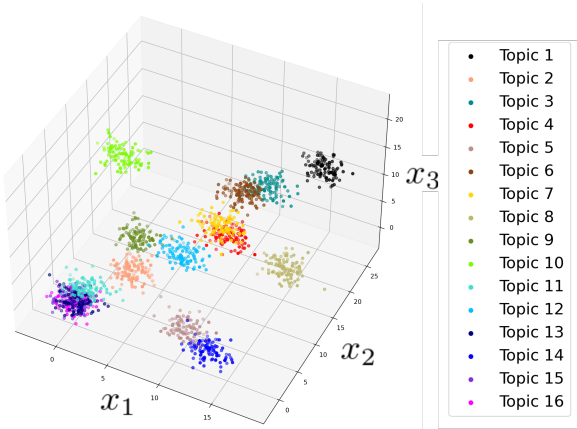 20
15
10
5
0
x3
25
20
15
10
5
0
x2
0
5
10
15
x1
Topic 1
Topic 2
Topic 3
Topic 4
Topic 5
Topic 6
Topic 7
Topic 8
Topic 9
Topic 10
Topic 11
Topic 12
Topic 13
Topic 14
Topic 15
Topic 16